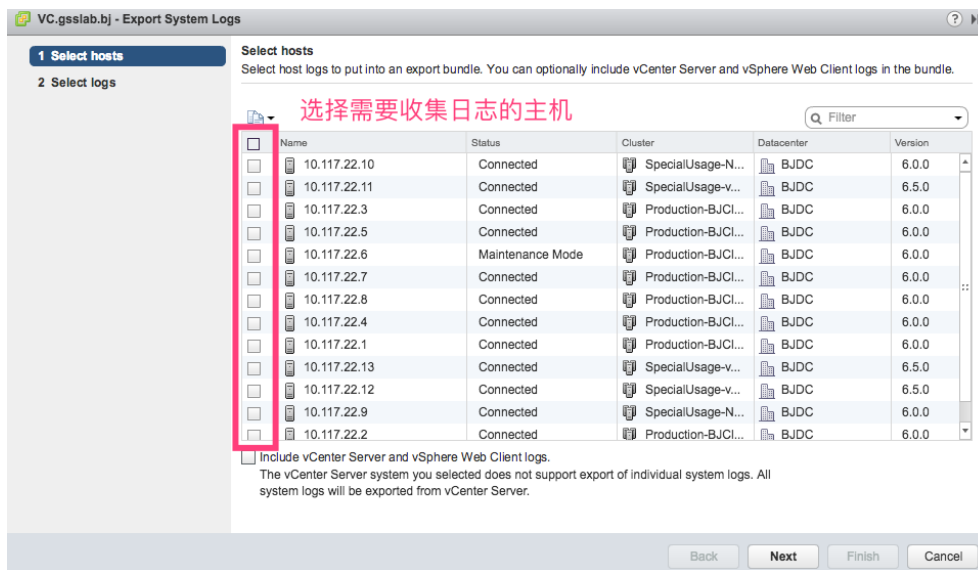 VC.gsslab.bj - Export System Logs
?
1 Select hosts
2 Select logs
Select hosts
Select host logs to put into an export bundle. You can optionally include vCenter Server and vSphere Web Client logs in the bundle.
选择需要收集日志的主机
Filter
Name Status Cluster Datacenter Version
10.117.22.10 Connected SpecialUsage-N... BJDC 6.0.0
10.117.22.11 Connected SpecialUsage-v... BJDC 6.5.0
10.117.22.3 Connected Production-BJCl... BJDC 6.0.0
10.117.22.5 Connected Production-BJCl... BJDC 6.0.0
10.117.22.6 Maintenance Mode Production-BJCl... BJDC 6.0.0
10.117.22.7 Connected Production-BJCl... BJDC 6.0.0
10.117.22.8 Connected Production-BJCl... BJDC 6.0.0
10.117.22.4 Connected Production-BJCl... BJDC 6.0.0
10.117.22.1 Connected Production-BJCl... BJDC 6.0.0
10.117.22.13 Connected SpecialUsage-v... BJDC 6.5.0
10.117.22.12 Connected SpecialUsage-v... BJDC 6.5.0
10.117.22.9 Connected SpecialUsage-N... BJDC 6.0.0
10.117.22.2 Connected Production-BJCl... BJDC 6.0.0
Include vCenter Server and vSphere Web Client logs.
The vCenter Server system you selected does not support export of individual system logs. All
system logs will be exported from vCenter Server.
Back Next Finish Cancel